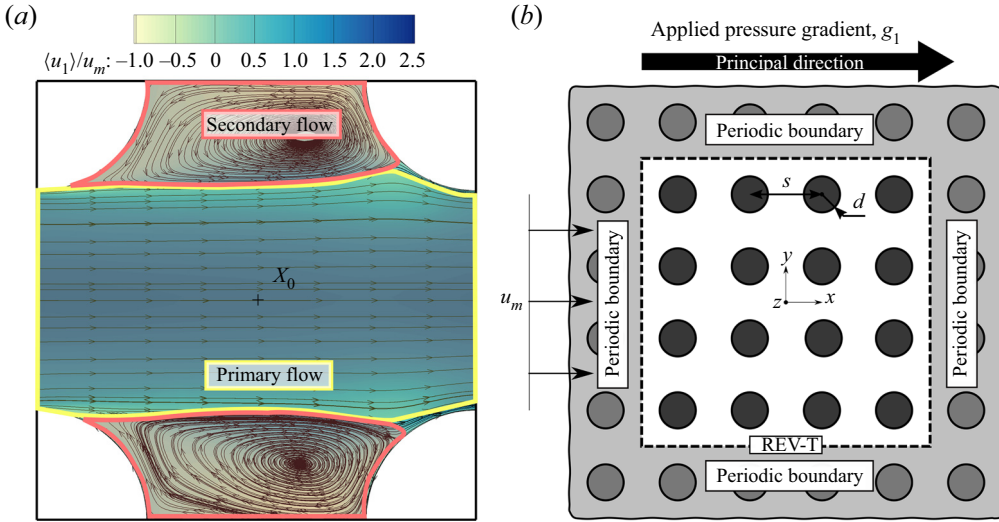 (a)
⟨u₁⟩/uₘ: –1.0 –0.5 0 0.5 1.0 1.5 2.0 2.5
Secondary flow
X₀
Primary flow
(b)
Applied pressure gradient, g₁
Principal direction
Periodic boundary
s
d
Periodic boundary
y
z
x
uₘ
Periodic boundary
REV-T
Periodic boundary